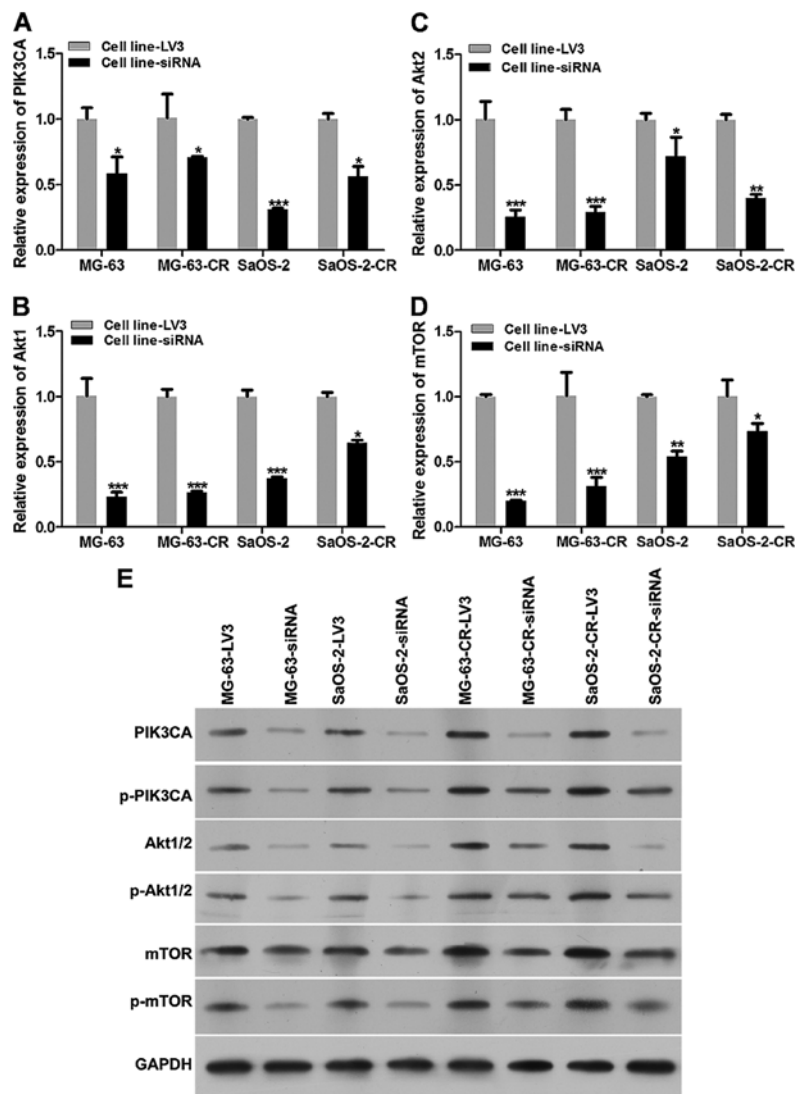 A
Cell line-LV3
Cell line-siRNA
Relative expression of PIK3CA
1.5
1.0
0.5
0.0
*
*
***
*
MG-63 MG-63-CR SaOS-2 SaOS-2-CR
C
Cell line-LV3
Cell line-siRNA
Relative expression of Akt2
1.5
1.0
0.5
0.0
***
***
*
**
MG-63 MG-63-CR SaOS-2 SaOS-2-CR
B
Cell line-LV3
Cell line-siRNA
Relative expression of Akt1
1.5
1.0
0.5
0.0
***
***
***
*
MG-63 MG-63-CR SaOS-2 SaOS-2-CR
D
Cell line-LV3
Cell line-siRNA
Relative expression of mTOR
1.5
1.0
0.5
0.0
***
***
**
*
MG-63 MG-63-CR SaOS-2 SaOS-2-CR
E
MG-63-LV3
MG-63-siRNA
SaOS-2-LV3
SaOS-2-siRNA
MG-63-CR-LV3
MG-63-CR-siRNA
SaOS-2-CR-LV3
SaOS-2-CR-siRNA
PIK3CA
p-PIK3CA
Akt1/2
p-Akt1/2
mTOR
p-mTOR
GAPDH